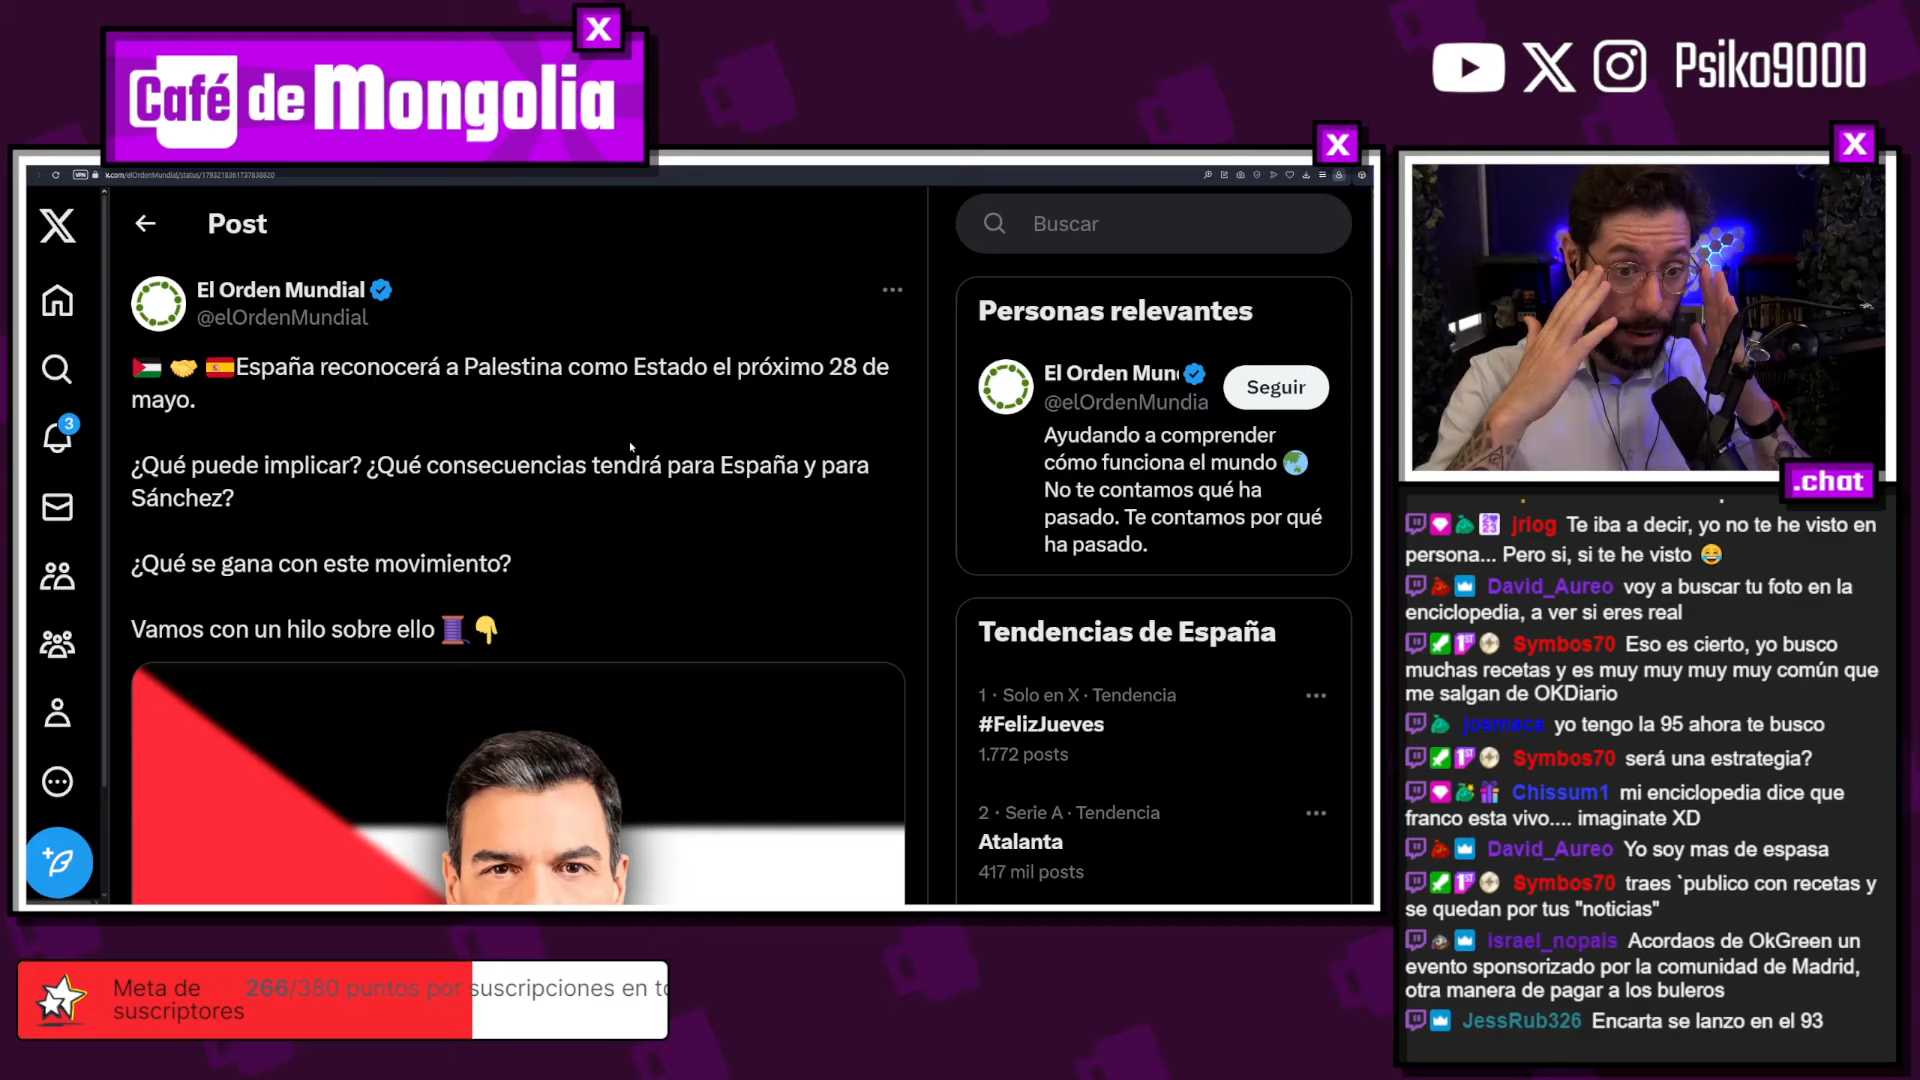 Café de Mongolia
Psiko9000
x.com/elOrdenMundial/status/1793218361737838820
Post
El Orden Mundial
@elOrdenMundial
España reconocerá a Palestina como Estado el próximo 28 de
mayo.
¿Qué puede implicar? ¿Qué consecuencias tendrá para España y para
Sánchez?
¿Qué se gana con este movimiento?
Vamos con un hilo sobre ello
3
Buscar
Personas relevantes
El Orden Mun
@elOrdenMundia
Seguir
Ayudando a comprender
cómo funciona el mundo
No te contamos qué ha
pasado. Te contamos por qué
ha pasado.
Tendencias de España
1 · Solo en X · Tendencia
#FelizJueves
1.772 posts
2 · Serie A · Tendencia
Atalanta
417 mil posts
.chat
jriog Te iba a decir, yo no te he visto en
persona... Pero si, si te he visto
David_Aureo voy a buscar tu foto en la
enciclopedia, a ver si eres real
Symbos70 Eso es cierto, yo busco
muchas recetas y es muy muy muy muy común que
me salgan de OKDiario
josmaca yo tengo la 95 ahora te busco
Symbos70 será una estrategia?
Chissum1 mi enciclopedia dice que
franco esta vivo.... imaginate XD
David_Aureo Yo soy mas de espasa
Symbos70 traes `publico con recetas y
se quedan por tus "noticias"
israel_nopais Acordaos de OkGreen un
evento sponsorizado por la comunidad de Madrid,
otra manera de pagar a los buleros
JessRub326 Encarta se lanzo en el 93
Meta de
suscriptores
266/380 puntos por suscripciones en to